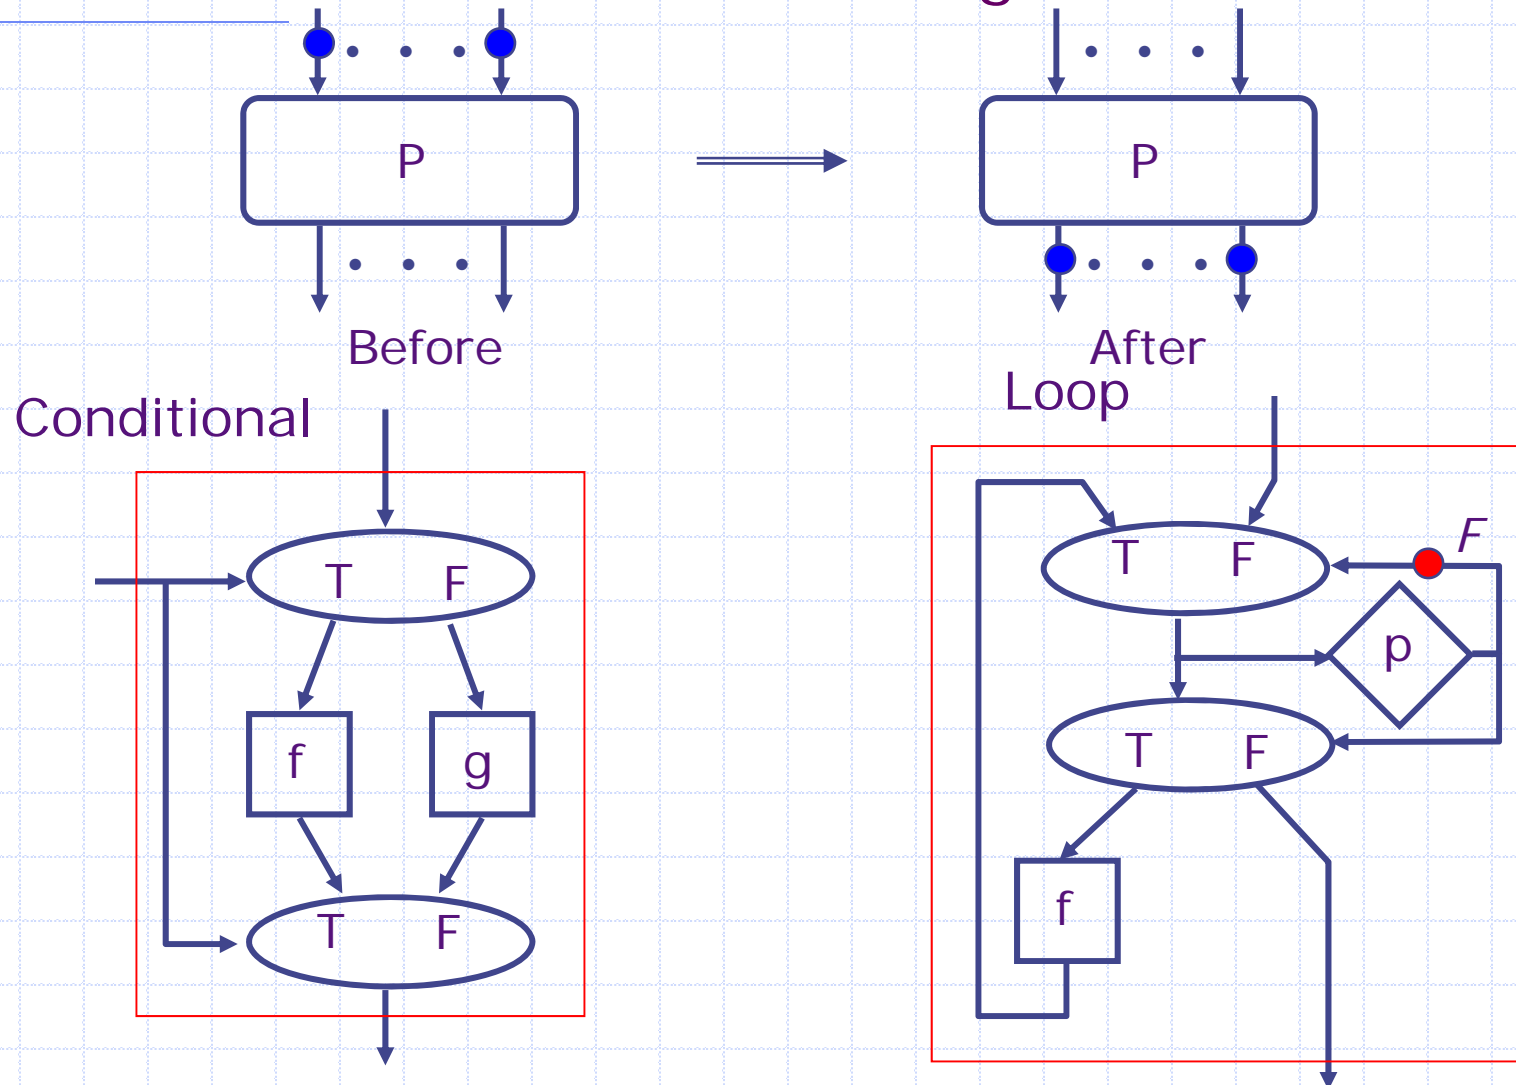 P
P
Before
After
Conditional
Loop
T F
T F
F
p
f g
T F
f
T F